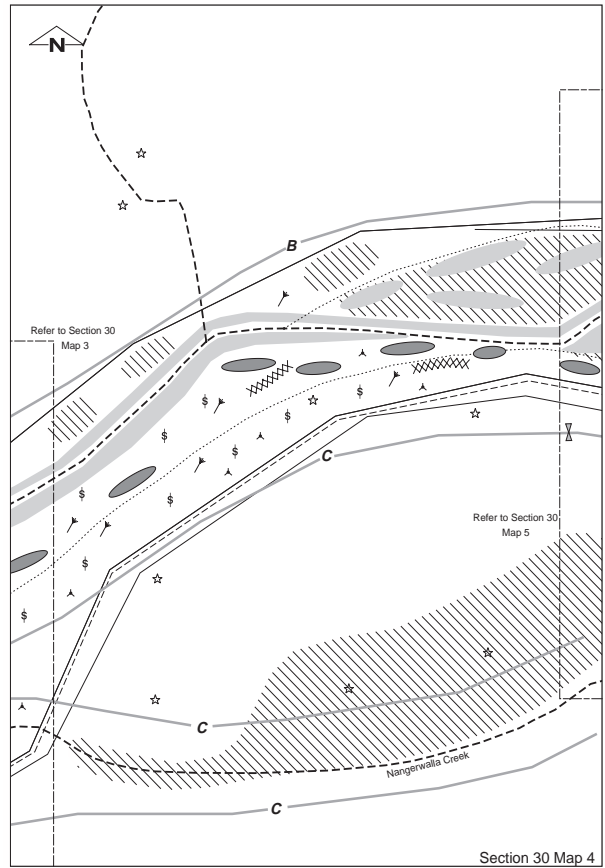 N
B
Refer to Section 30
Map 3
$
$
C
$
$
$
$
Refer to Section 30
Map 5
$
$
$
C
Nangerwalla Creek
C
Section 30 Map 4